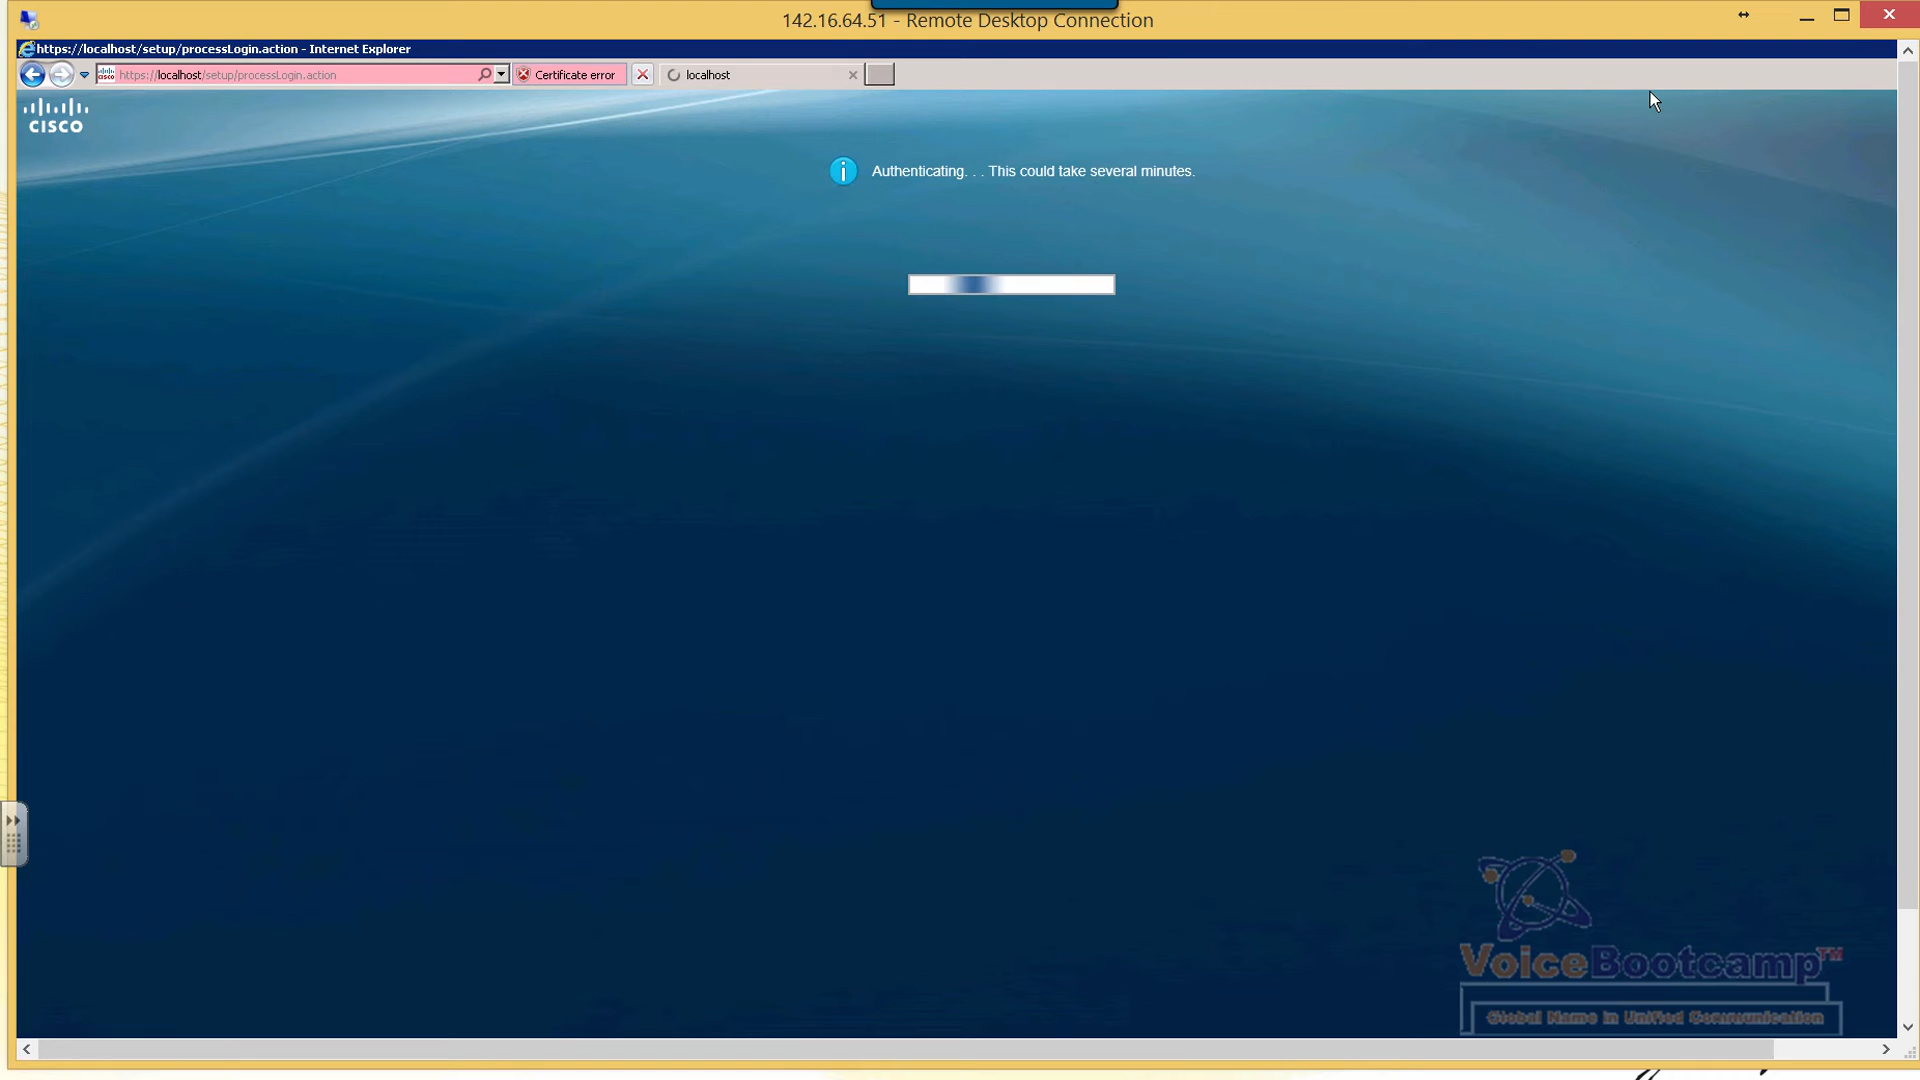 142.16.64.51 - Remote Desktop Connection
https://localhost/setup/processLogin.action - Internet Explorer
https://localhost/setup/processLogin.action
Certificate error
localhost
CISCO
Authenticating. . . This could take several minutes.
VoiceBootcamp™
Global Name in Unified Communication